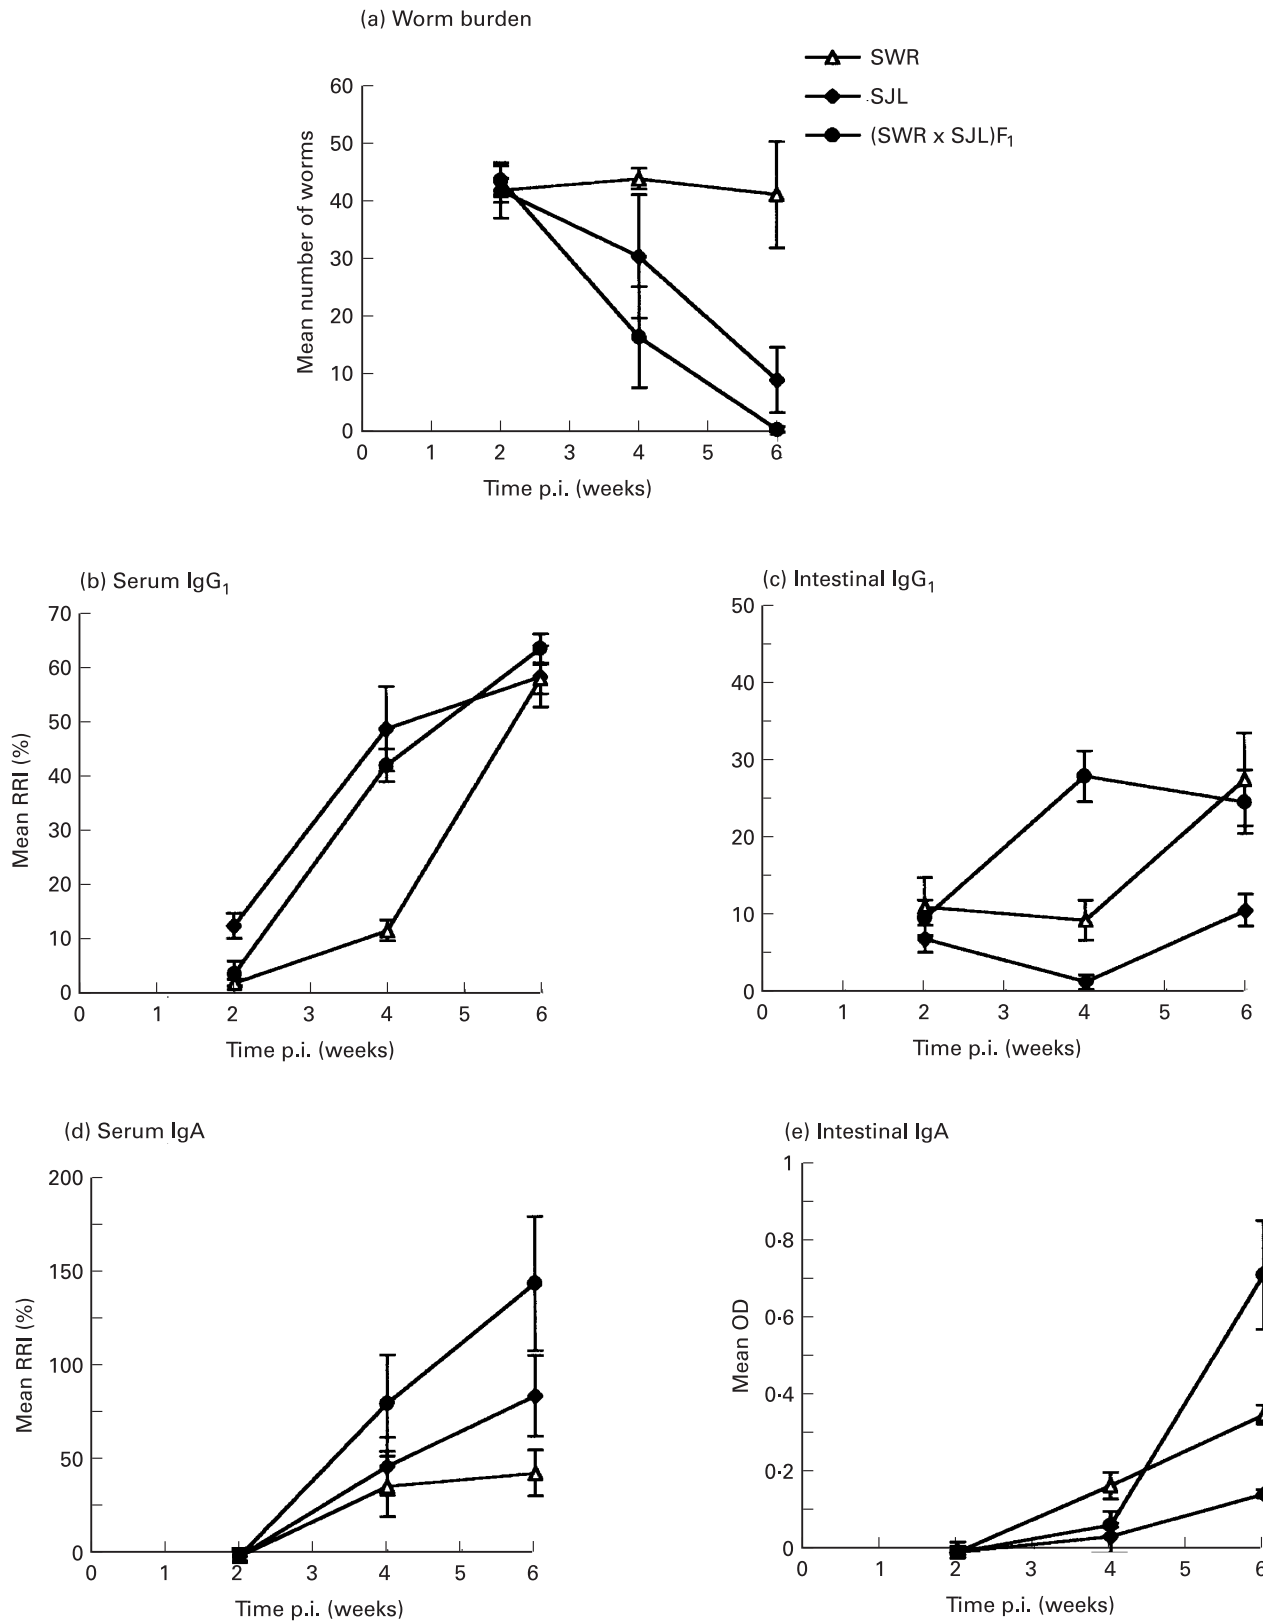 (a) Worm burden
SWR
SJL
(SWR x SJL)F1
60
50
40
30
20
10
0
Mean number of worms
0 1 2 3 4 5 6
Time p.i. (weeks)
(b) Serum IgG1
70
60
50
40
30
20
10
0
Mean RRI (%)
0 1 2 3 4 5 6
Time p.i. (weeks)
(c) Intestinal IgG1
50
40
30
20
10
0
0 1 2 3 4 5 6
Time p.i. (weeks)
(d) Serum IgA
200
150
100
50
0
Mean RRI (%)
0 1 2 3 4 5 6
Time p.i. (weeks)
(e) Intestinal IgA
1
0·8
0·6
0·4
0·2
0
Mean OD
0 1 2 3 4 5 6
Time p.i. (weeks)